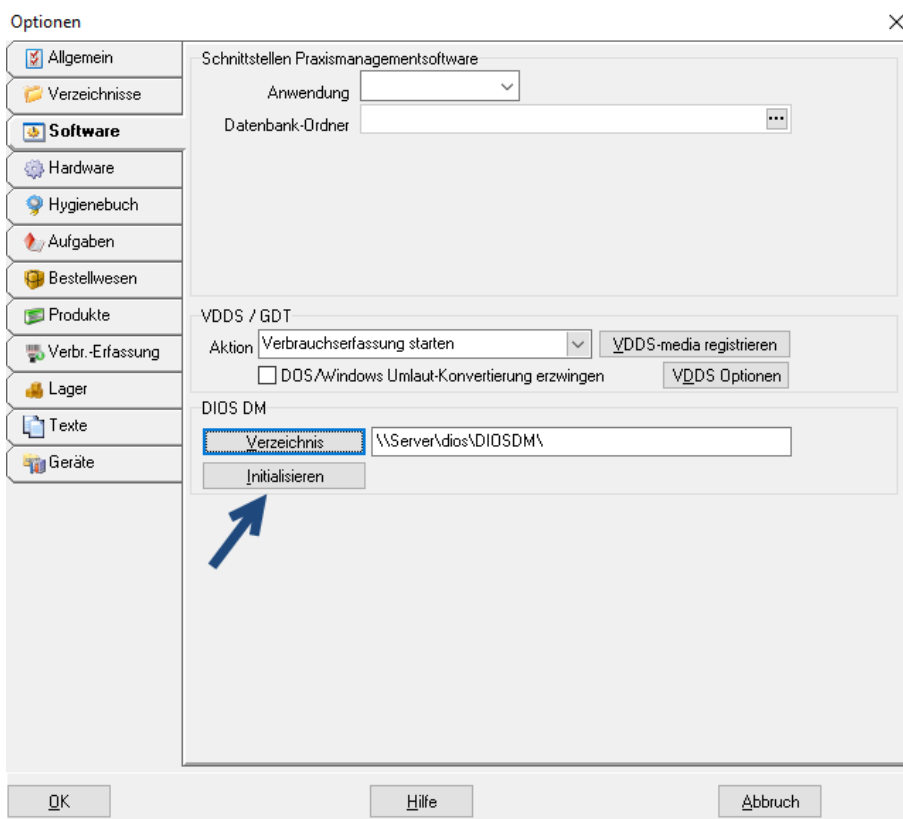 Optionen
Allgemein
Verzeichnisse
Software
Hardware
Hygienebuch
Aufgaben
Bestellwesen
Produkte
Verbr.-Erfassung
Lager
Texte
Geräte
Schnittstellen Praxismanagementsoftware
Anwendung
Datenbank-Ordner
...
VDDS / GDT
Aktion Verbrauchserfassung starten VDDS-media registrieren
DOS/Windows Umlaut-Konvertierung erzwingen VDDS Optionen
DIOS DM
Verzeichnis \\Server\dios\DIOSDM\
Initialisieren
OK Hilfe Abbruch